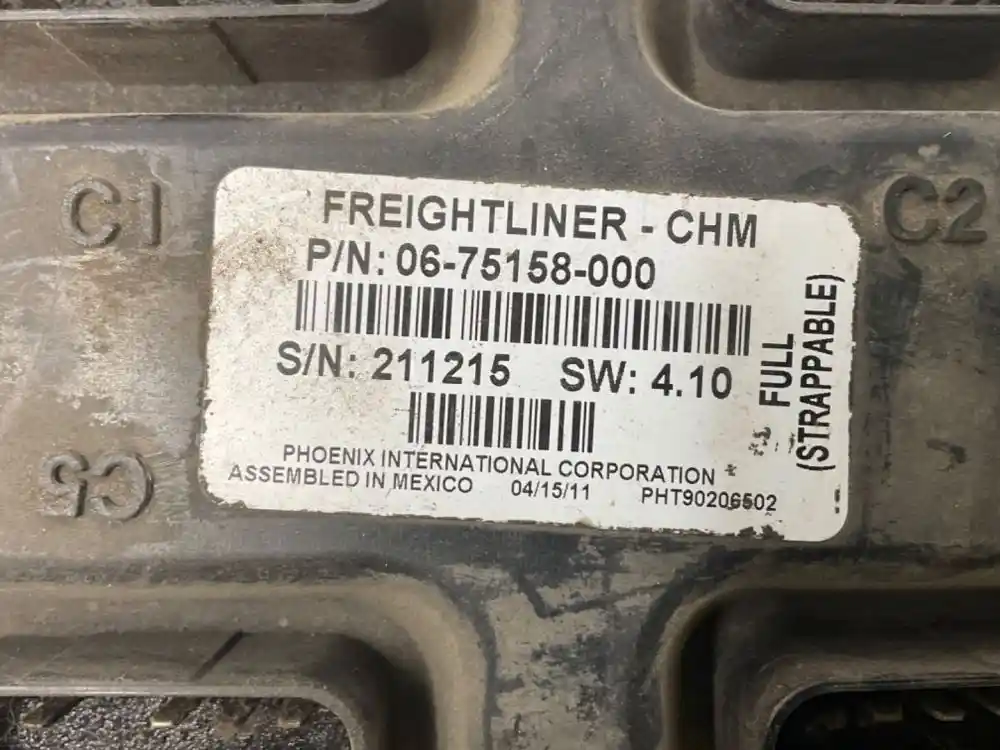 C1
C2
FREIGHTLINER - CHM
P/N: 06-75158-000
S/N: 211215 SW: 4.10
FULL
(STRAPPABLE)
PHOENIX INTERNATIONAL CORPORATION
ASSEMBLED IN MEXICO 04/15/11 PHT90206502
C5